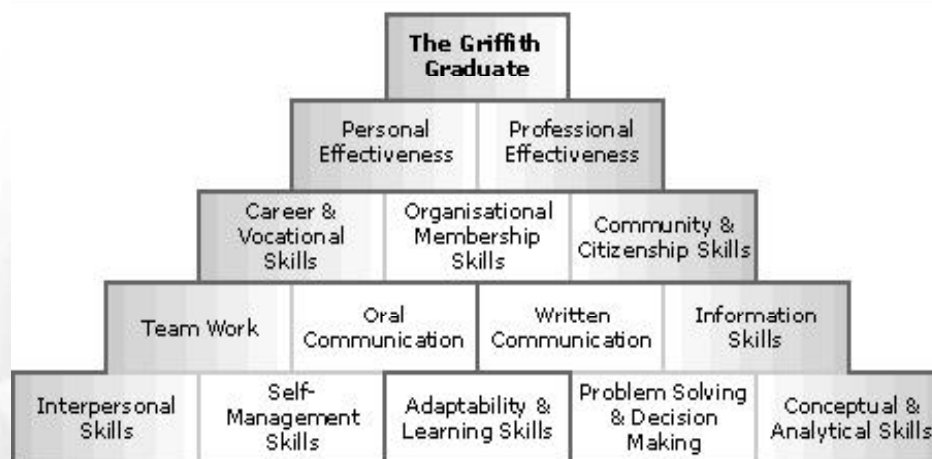 The Griffith
Graduate
Personal
Effectiveness
Professional
Effectiveness
Career &
Vocational
Skills
Organisational
Membership
Skills
Community &
Citizenship Skills
Team Work
Oral
Communication
Written
Communication
Information
Skills
Interpersonal
Skills
Self-
Management
Skills
Adaptability &
Learning Skills
Problem Solving
& Decision
Making
Conceptual &
Analytical Skills